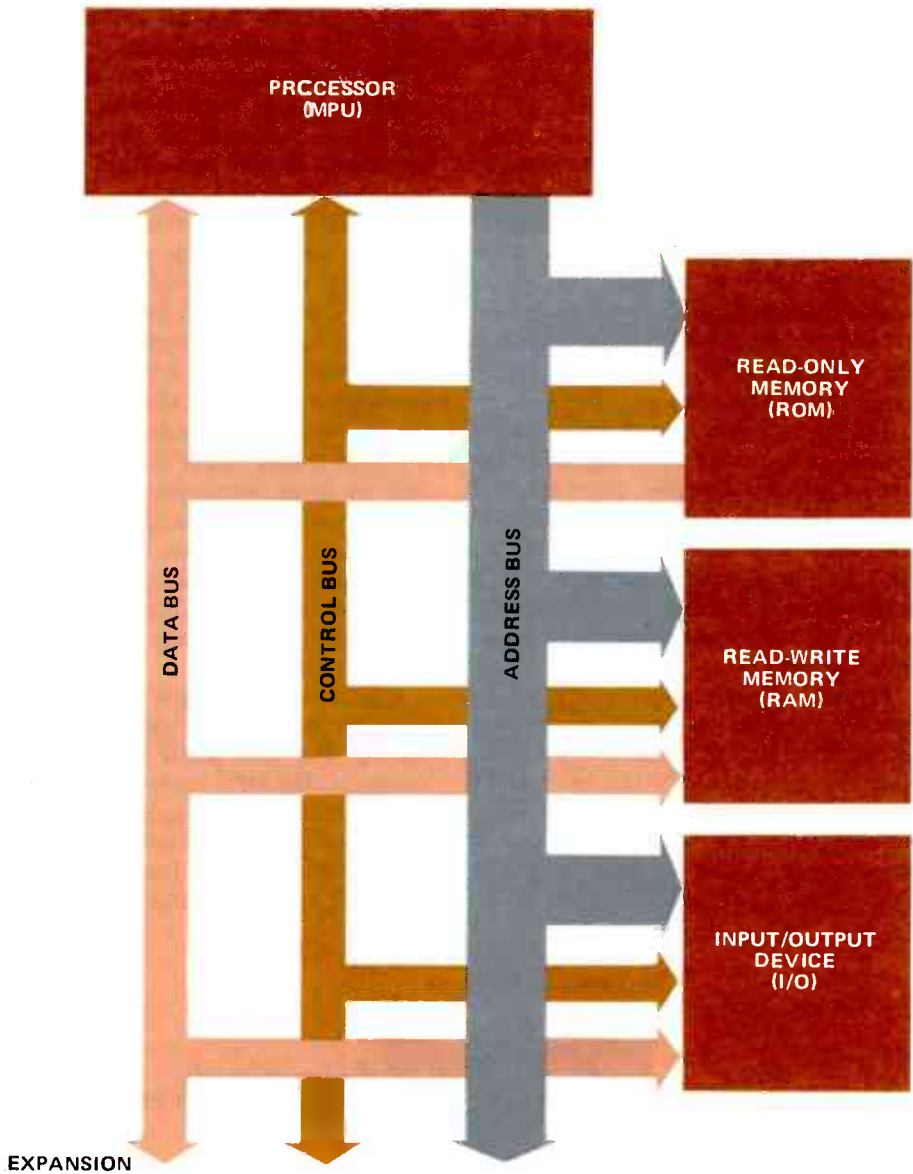 PROCESSOR
(MPU)
READ-ONLY
MEMORY
(ROM)
DATA BUS
CONTROL BUS
ADDRESS BUS
READ-WRITE
MEMORY
(RAM)
INPUT/OUTPUT
DEVICE
(I/O)
EXPANSION